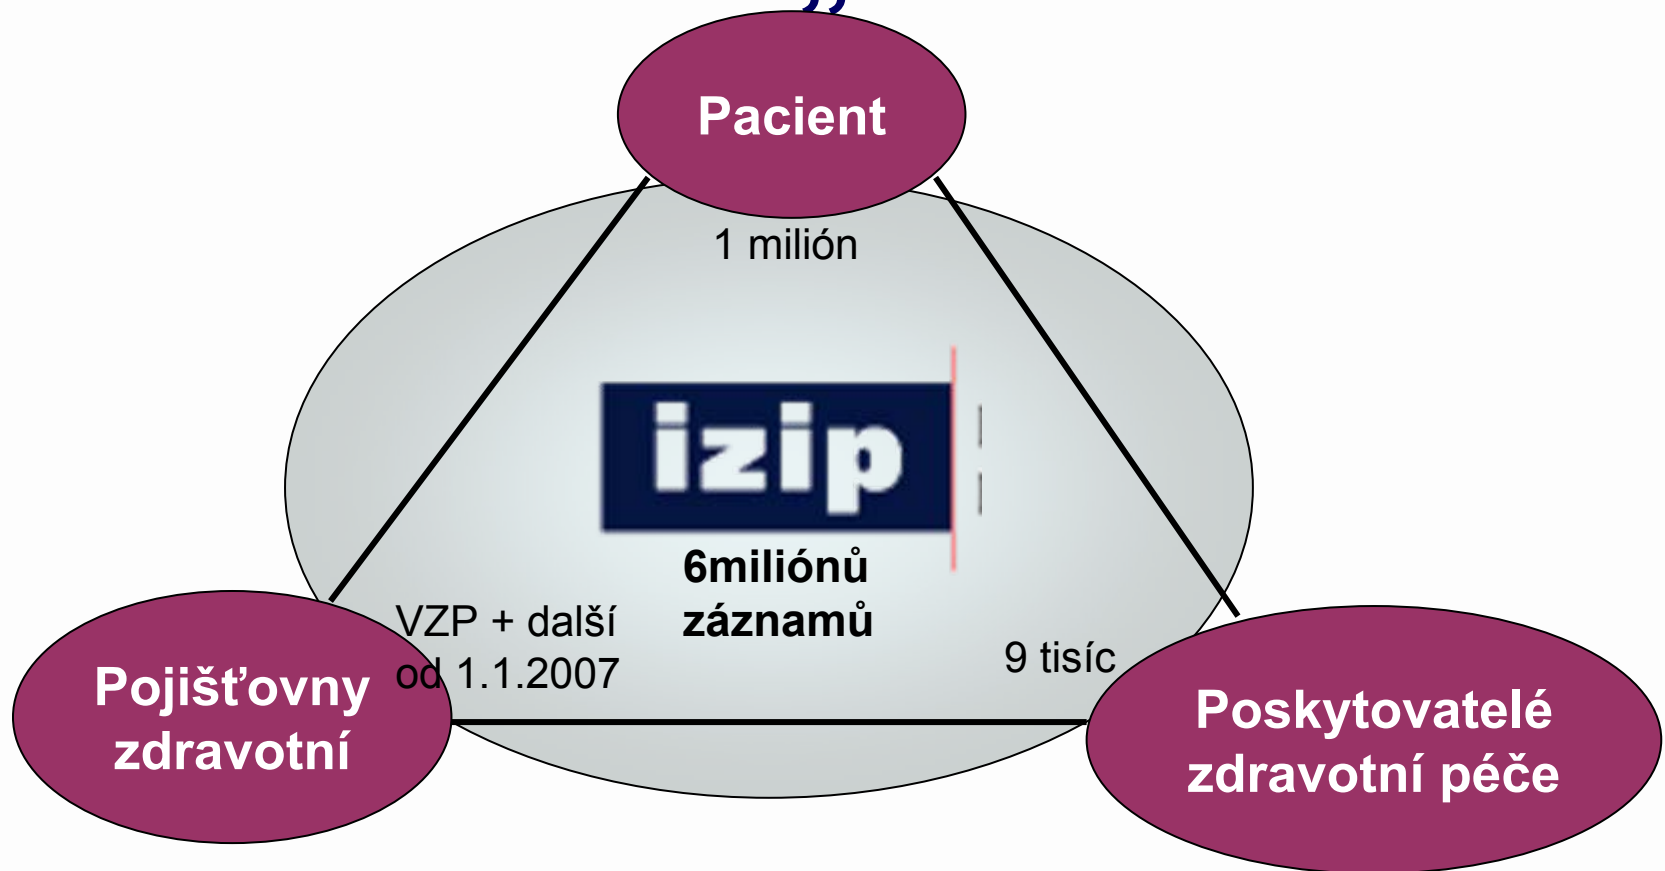 Pacient
1 milión
izip
6miliónů
záznamů
VZP + další
od 1.1.2007
9 tisíc
Pojišťovny
zdravotní
Poskytovatelé
zdravotní péče